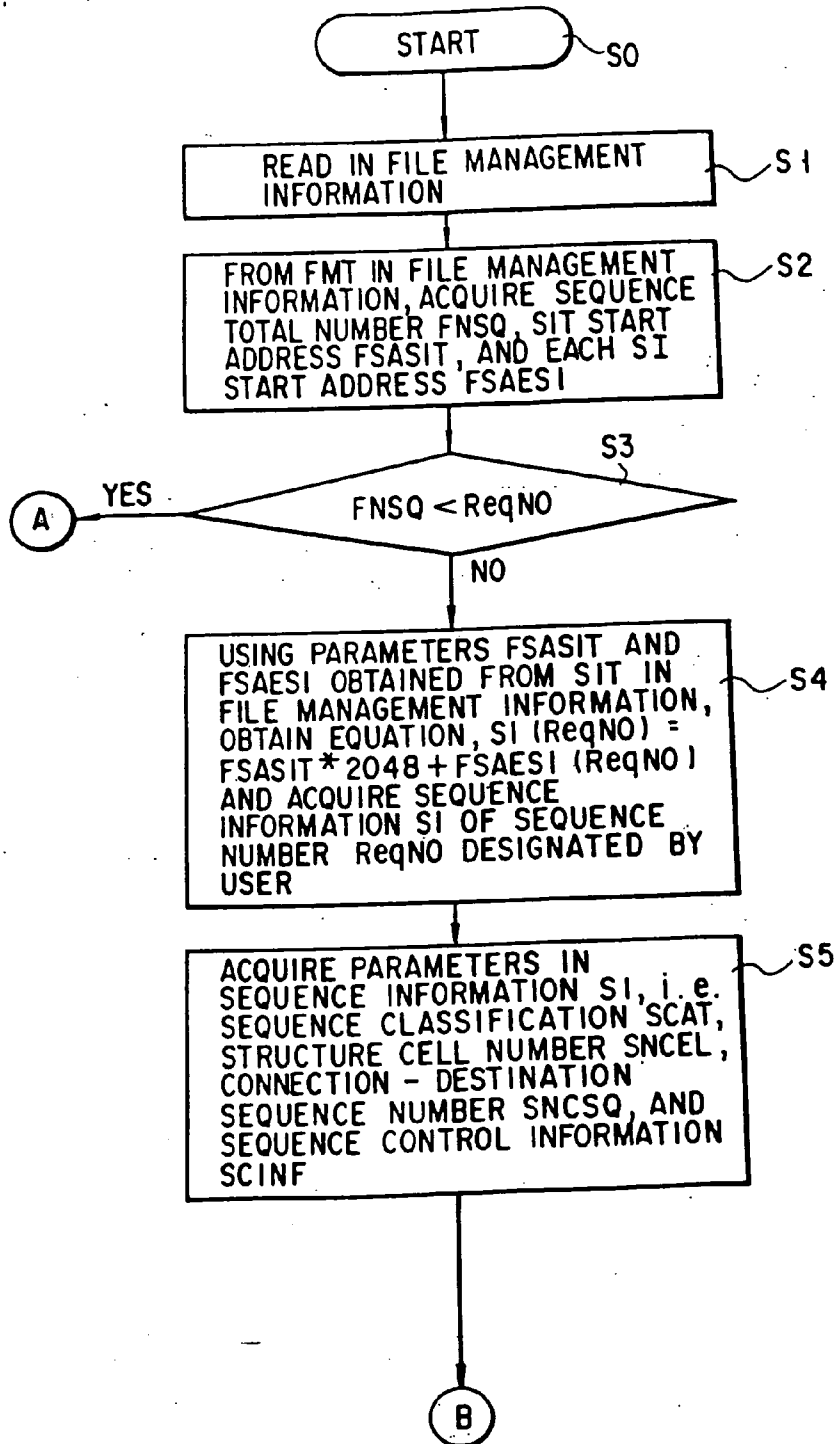 START
S0
READ IN FILE MANAGEMENT
INFORMATION
S1
FROM FMT IN FILE MANAGEMENT
INFORMATION, ACQUIRE SEQUENCE
TOTAL NUMBER FNSQ, SIT START
ADDRESS FSASIT, AND EACH SI
START ADDRESS FSAESI
S2
S3
FNSQ < ReqNO
YES
A
NO
USING PARAMETERS FSASIT AND
FSAESI OBTAINED FROM SIT IN
FILE MANAGEMENT INFORMATION,
OBTAIN EQUATION, SI (ReqNO) =
FSASIT * 2048 + FSAESI (ReqNO)
AND ACQUIRE SEQUENCE
INFORMATION SI OF SEQUENCE
NUMBER ReqNO DESIGNATED BY
USER
S4
ACQUIRE PARAMETERS IN
SEQUENCE INFORMATION SI, i.e.
SEQUENCE CLASSIFICATION SCAT,
STRUCTURE CELL NUMBER SNCEL,
CONNECTION - DESTINATION
SEQUENCE NUMBER SNCSQ, AND
SEQUENCE CONTROL INFORMATION
SCINF
S5
B